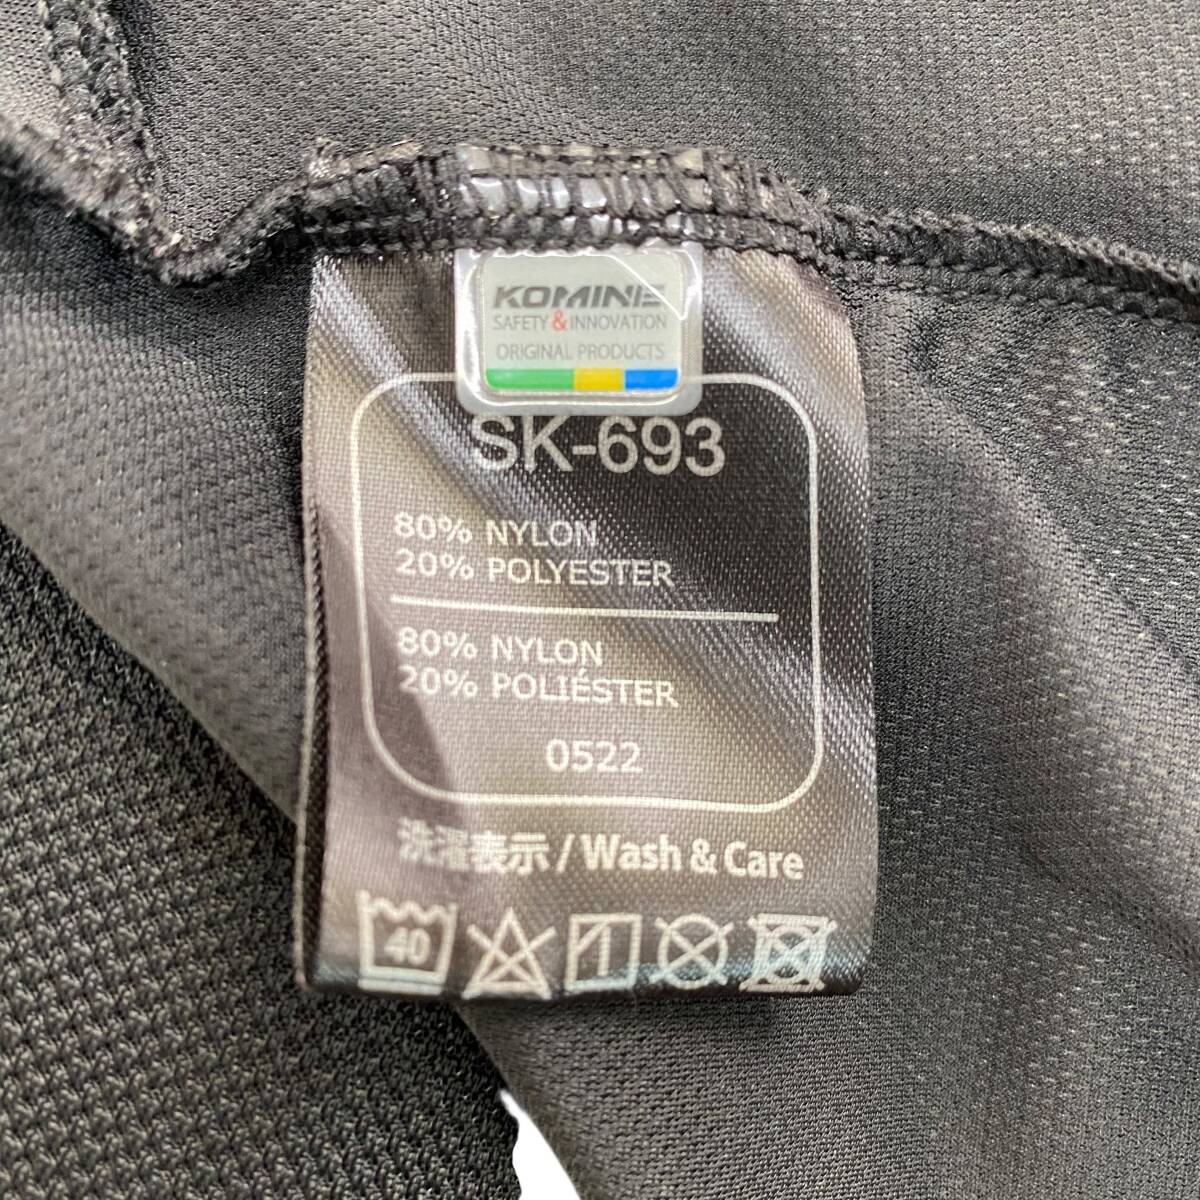 KOMINE
SAFETY & INNOVATION
ORIGINAL PRODUCTS
SK-693
80% NYLON
20% POLYESTER
80% NYLON
20% POLIÉSTER
0522
洗濯表示 / Wash & Care
40